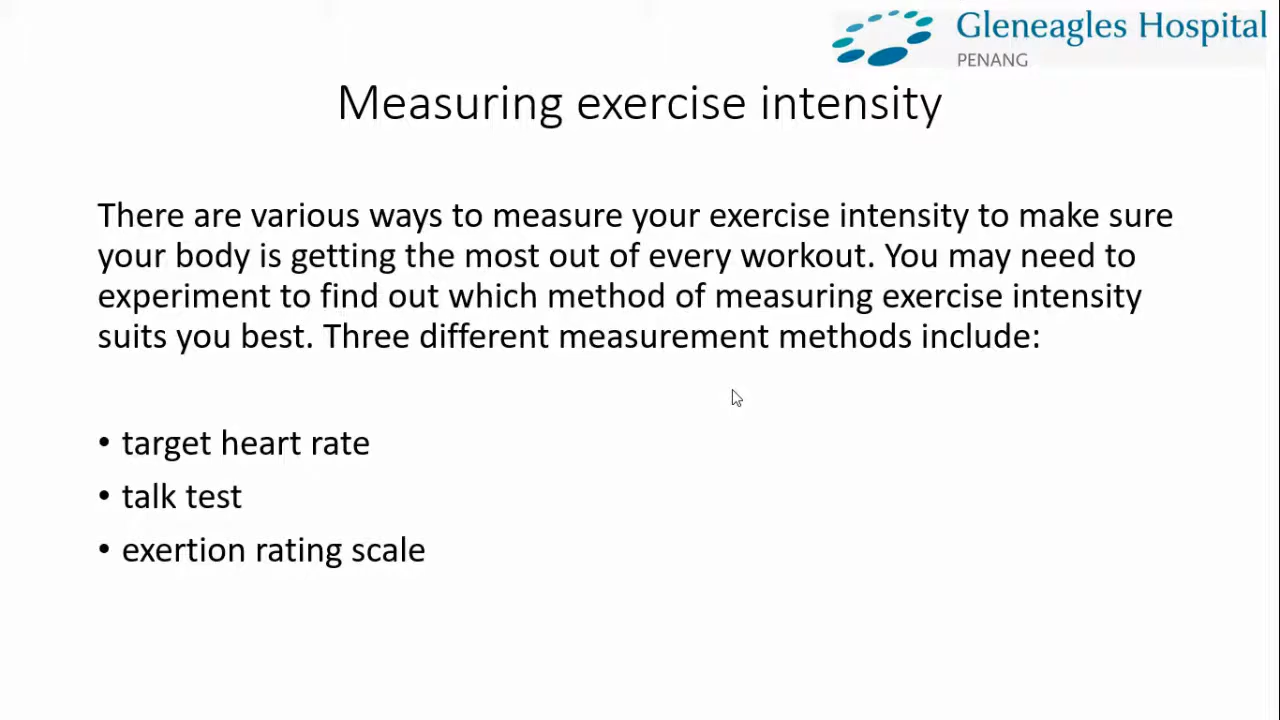 Gleneagles Hospital
PENANG
Measuring exercise intensity
There are various ways to measure your exercise intensity to make sure
your body is getting the most out of every workout. You may need to
experiment to find out which method of measuring exercise intensity
suits you best. Three different measurement methods include:
• target heart rate
• talk test
• exertion rating scale